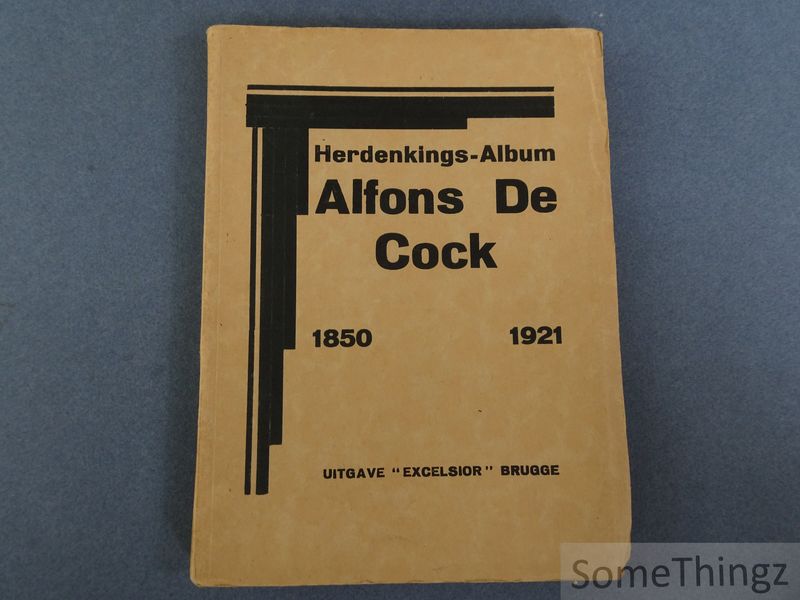 Herdenkings-Album
Alfons De
Cock
1850 1921
UITGAVE "EXCELSIOR" BRUGGE
SomeThingz